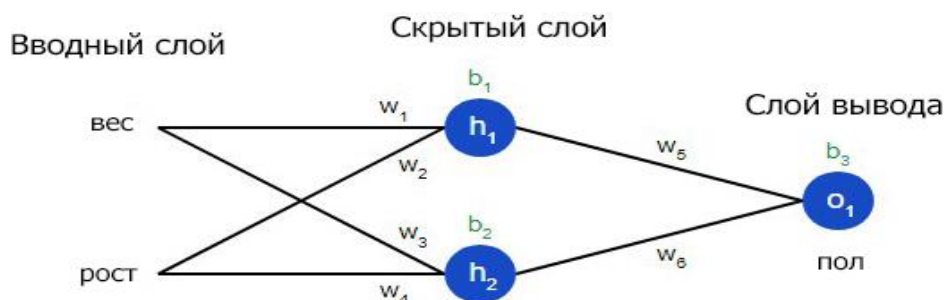 Вводный слой
Скрытый слой
Слой вывода
вес
рост
w₁
w₂
w₃
w₄
b₁
h₁
b₂
h₂
w₅
w₆
b₃
o₁
пол